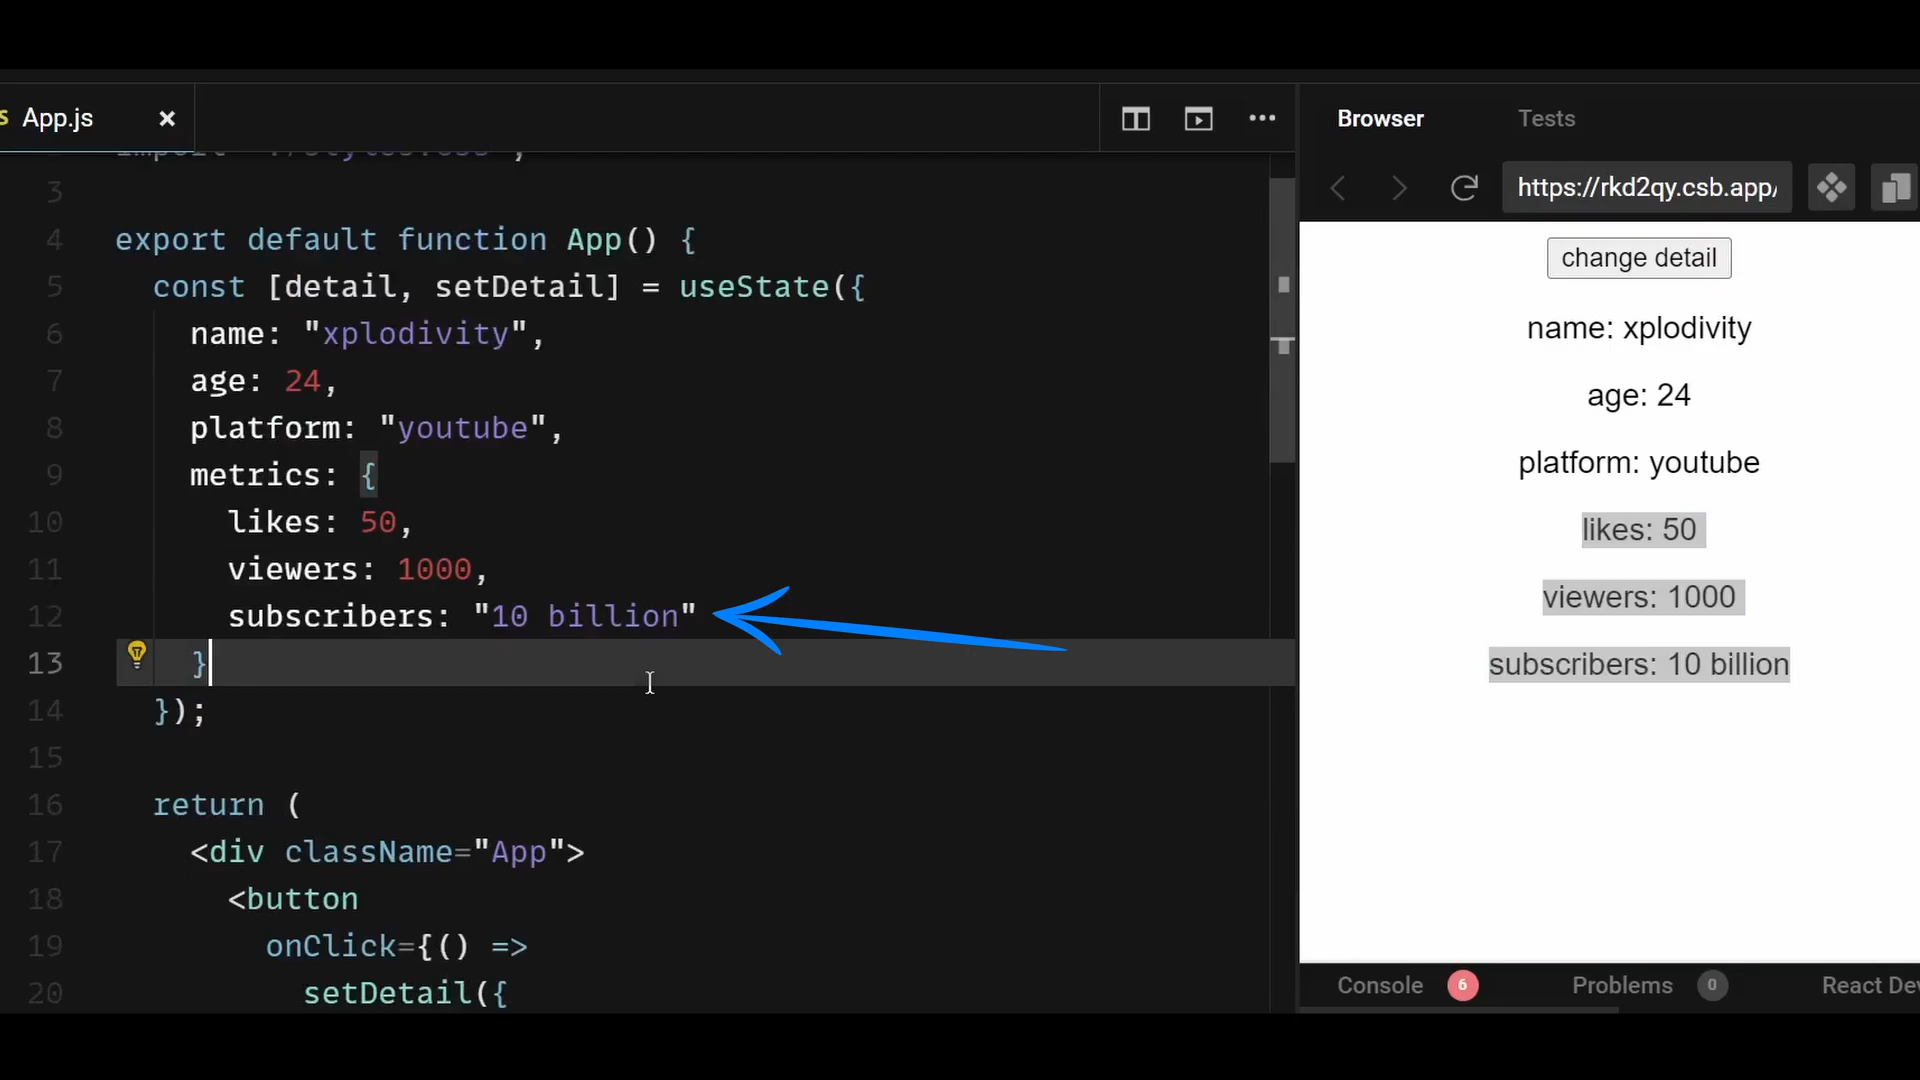 App.js
3
4 export default function App() {
5 const [detail, setDetail] = useState({
6 name: "xplodivity",
7 age: 24,
8 platform: "youtube",
9 metrics: {
10 likes: 50,
11 viewers: 1000,
12 subscribers: "10 billion"
13 }
14 });
15
16 return (
17 <div className="App">
18 <button
19 onClick={() =>
20 setDetail({
Browser Tests
https://rkd2qy.csb.app/
change detail
name: xplodivity
age: 24
platform: youtube
likes: 50
viewers: 1000
subscribers: 10 billion
Console 6 Problems 0 React Dev